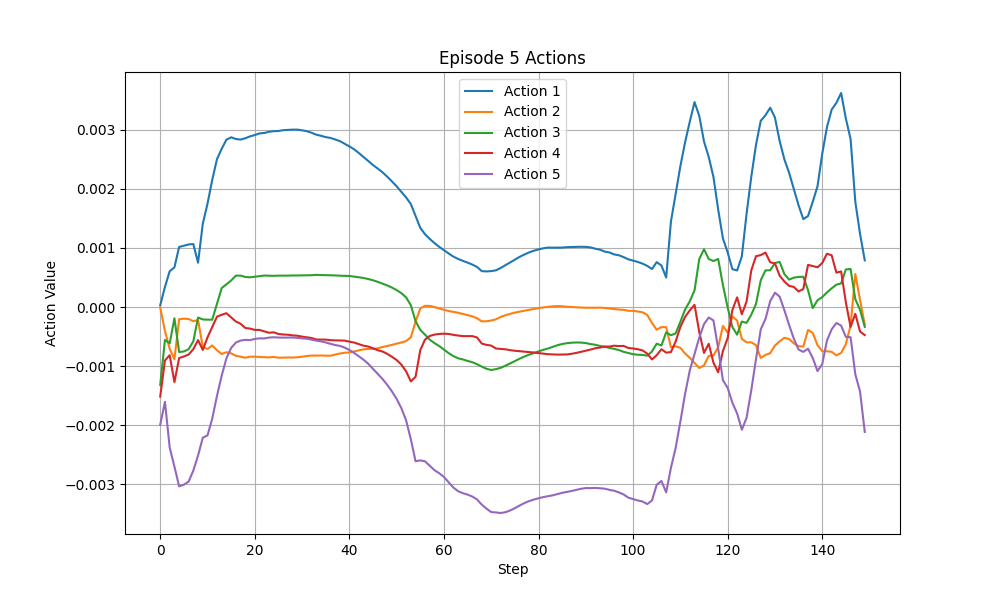 Episode 5 Actions
Action 1
Action 2
Action 3
Action 4
Action 5
Action Value
0.003
0.002
0.001
0.000
−0.001
−0.002
−0.003
0 20 40 60 80 100 120 140
Step